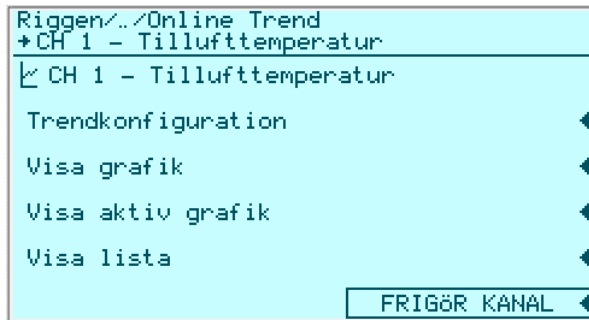 Riggen/../Online Trend
→CH 1 – Tillufttemperatur
CH 1 – Tillufttemperatur
Trendkonfiguration
Visa grafik
Visa aktiv grafik
Visa lista
FRIGöR KANAL